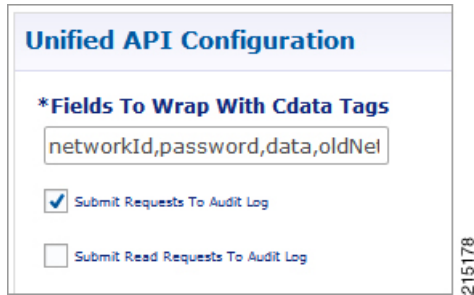 Unified API Configuration
*Fields To Wrap With Cdata Tags
networkId,password,data,oldNet
Submit Requests To Audit Log
Submit Read Requests To Audit Log
215178